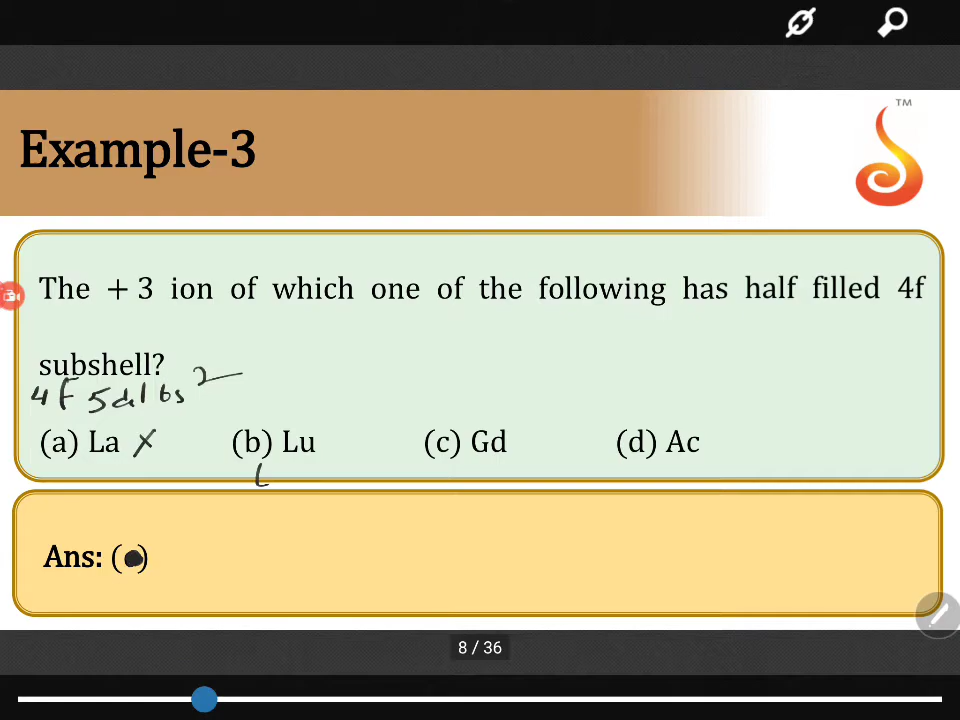 TM
Example-3
The +3 ion of which one of the following has half filled 4f
subshell?
4f 5d1 6s2
(a) La (b) Lu (c) Gd (d) Ac
Ans: ( )
8 / 36